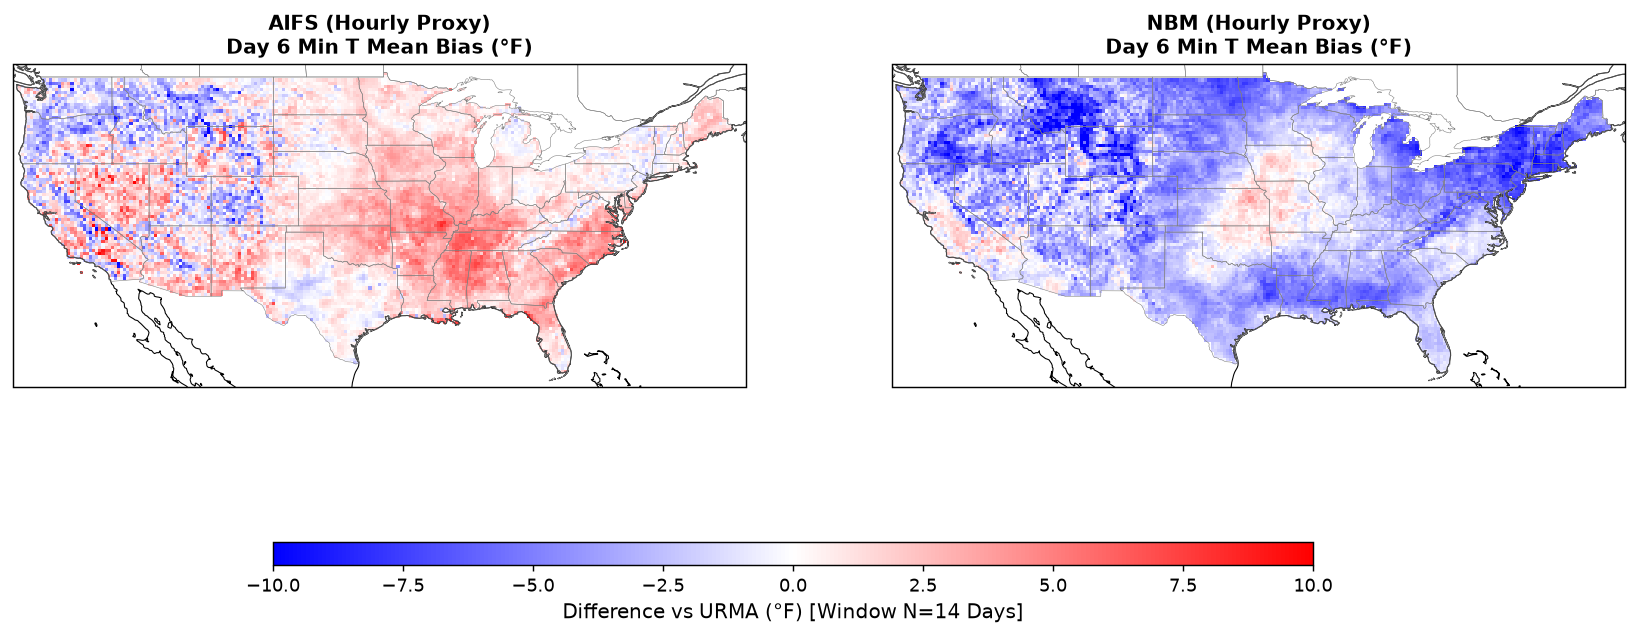 AIFS (Hourly Proxy)
Day 6 Min T Mean Bias (°F)
NBM (Hourly Proxy)
Day 6 Min T Mean Bias (°F)
−10.0 −7.5 −5.0 −2.5 0.0 2.5 5.0 7.5 10.0
Difference vs URMA (°F) [Window N=14 Days]